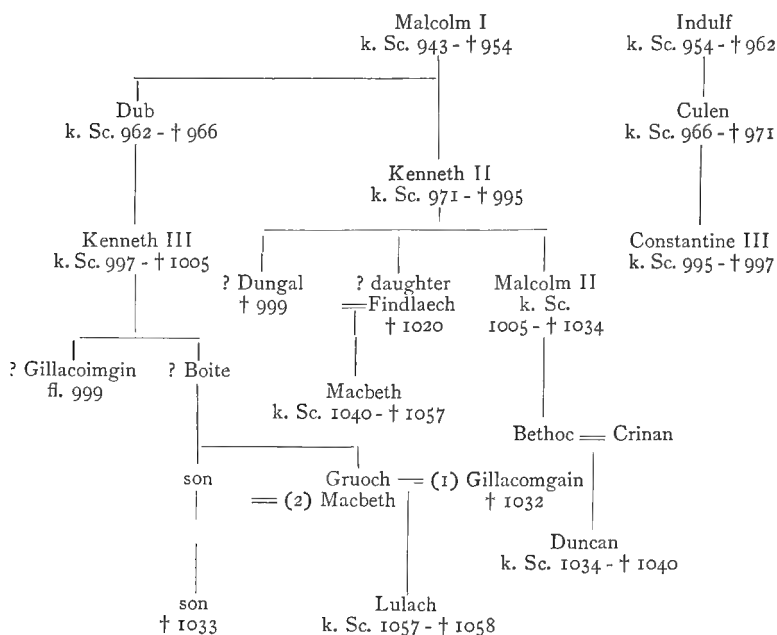 Malcolm I
k. Sc. 943 - † 954
Indulf
k. Sc. 954 - † 962
Dub
k. Sc. 962 - † 966
Culen
k. Sc. 966 - † 971
Kenneth II
k. Sc. 971 - † 995
Kenneth III
k. Sc. 997 - † 1005
Constantine III
k. Sc. 995 - † 997
? Dungal
† 999
? daughter
Findlaech
† 1020
Malcolm II
k. Sc.
1005 - † 1034
? Gillacoimgin
fl. 999
? Boite
Macbeth
k. Sc. 1040 - † 1057
Bethoc = Crinan
son
Gruoch = (1) Gillacomgain
† 1032
= (2) Macbeth
Duncan
k. Sc. 1034 - † 1040
son
† 1033
Lulach
k. Sc. 1057 - † 1058